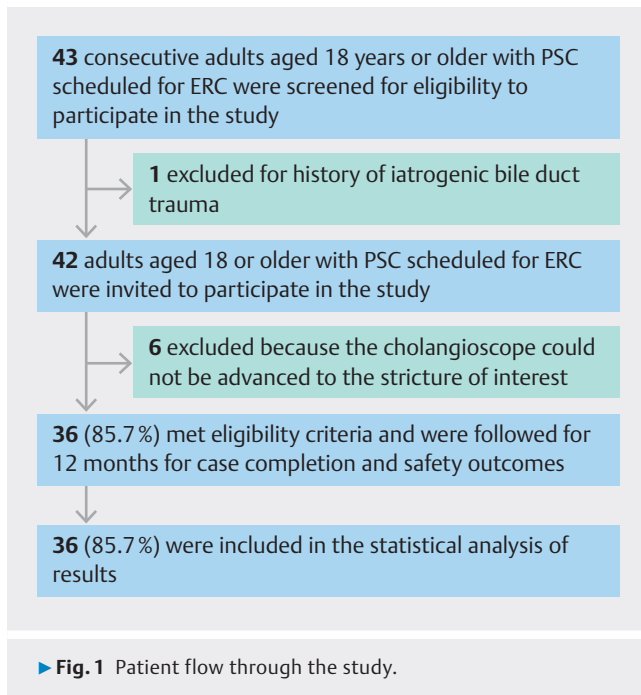 43 consecutive adults aged 18 years or older with PSC
scheduled for ERC were screened for eligibility to
participate in the study
1 excluded for history of iatrogenic bile duct
trauma
42 adults aged 18 or older with PSC scheduled for ERC
were invited to participate in the study
6 excluded because the cholangioscope could
not be advanced to the stricture of interest
36 (85.7%) met eligibility criteria and were followed for
12 months for case completion and safety outcomes
36 (85.7%) were included in the statistical analysis of
results
▶ Fig. 1 Patient flow through the study.